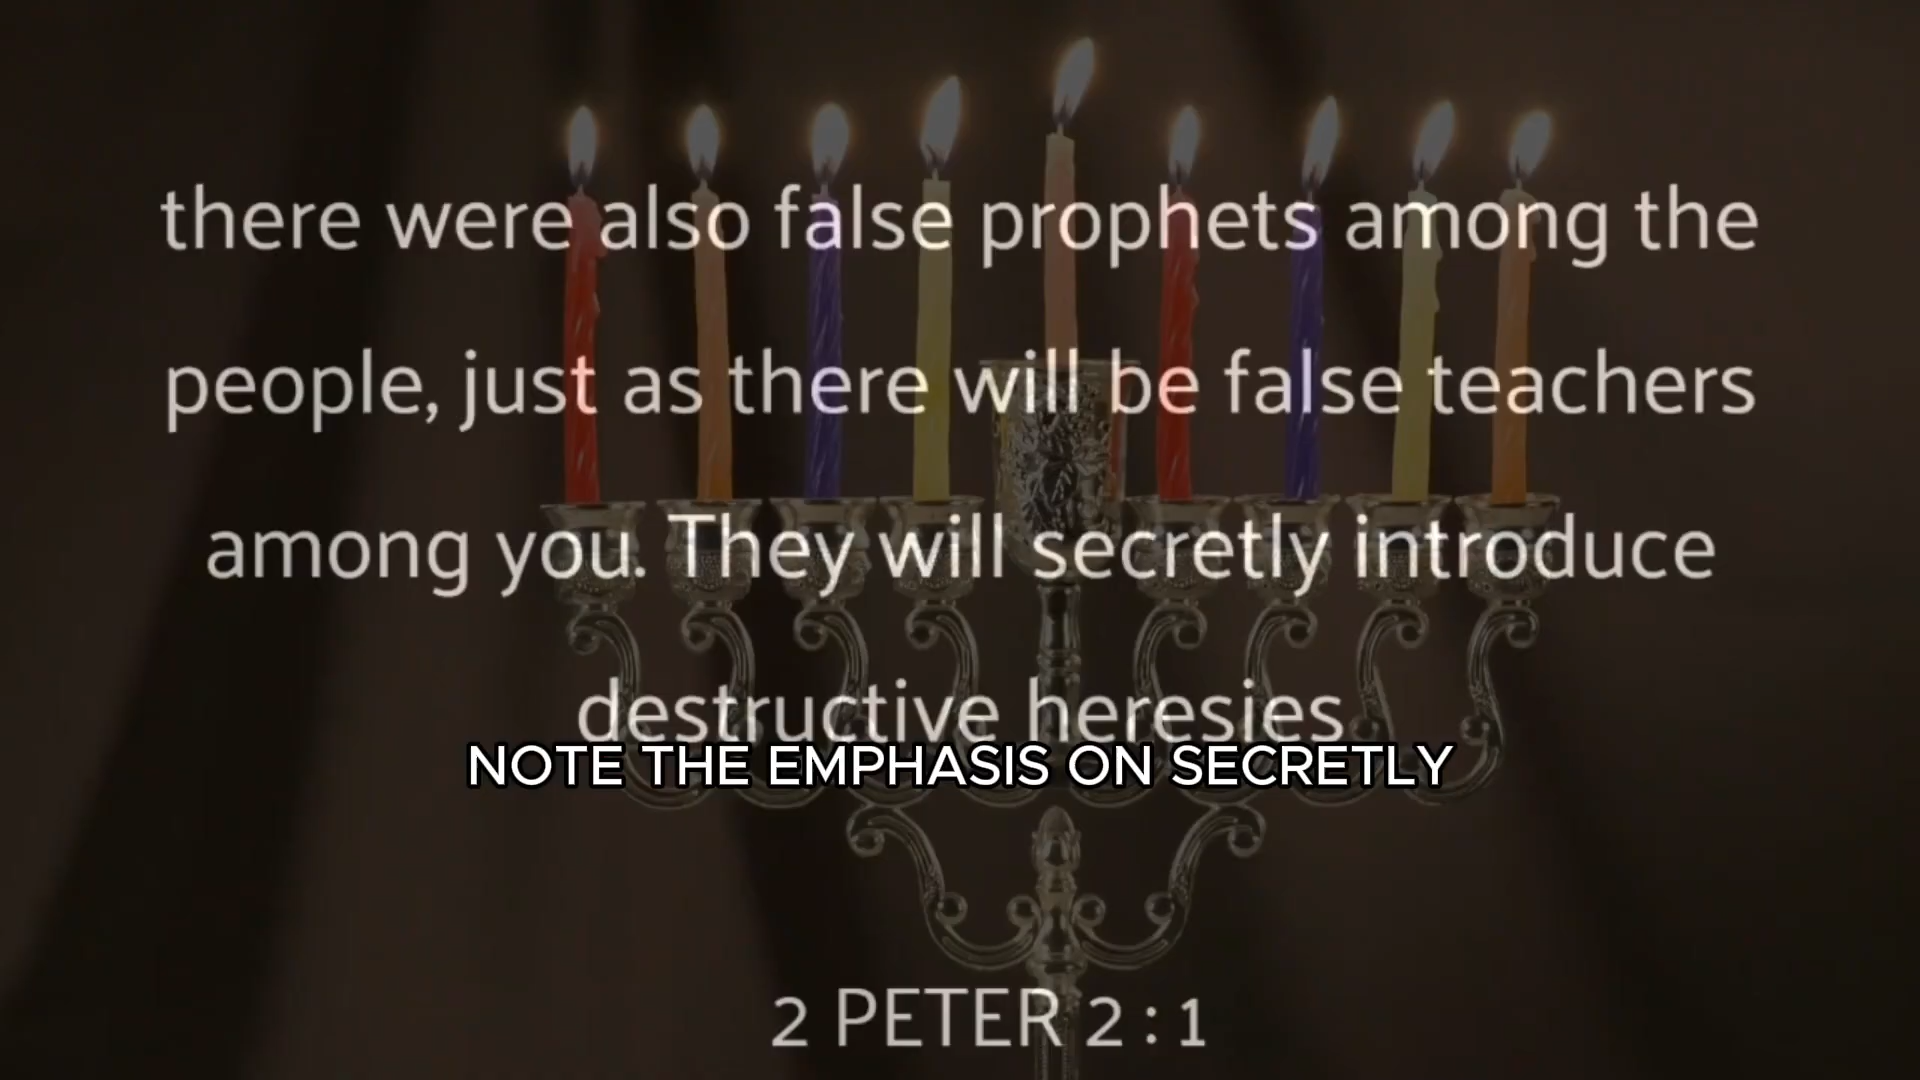 there were also false prophets among the
people, just as there will be false teachers
among you. They will secretly introduce
destructive heresies
NOTE THE EMPHASIS ON SECRETLY
2 PETER 2 : 1